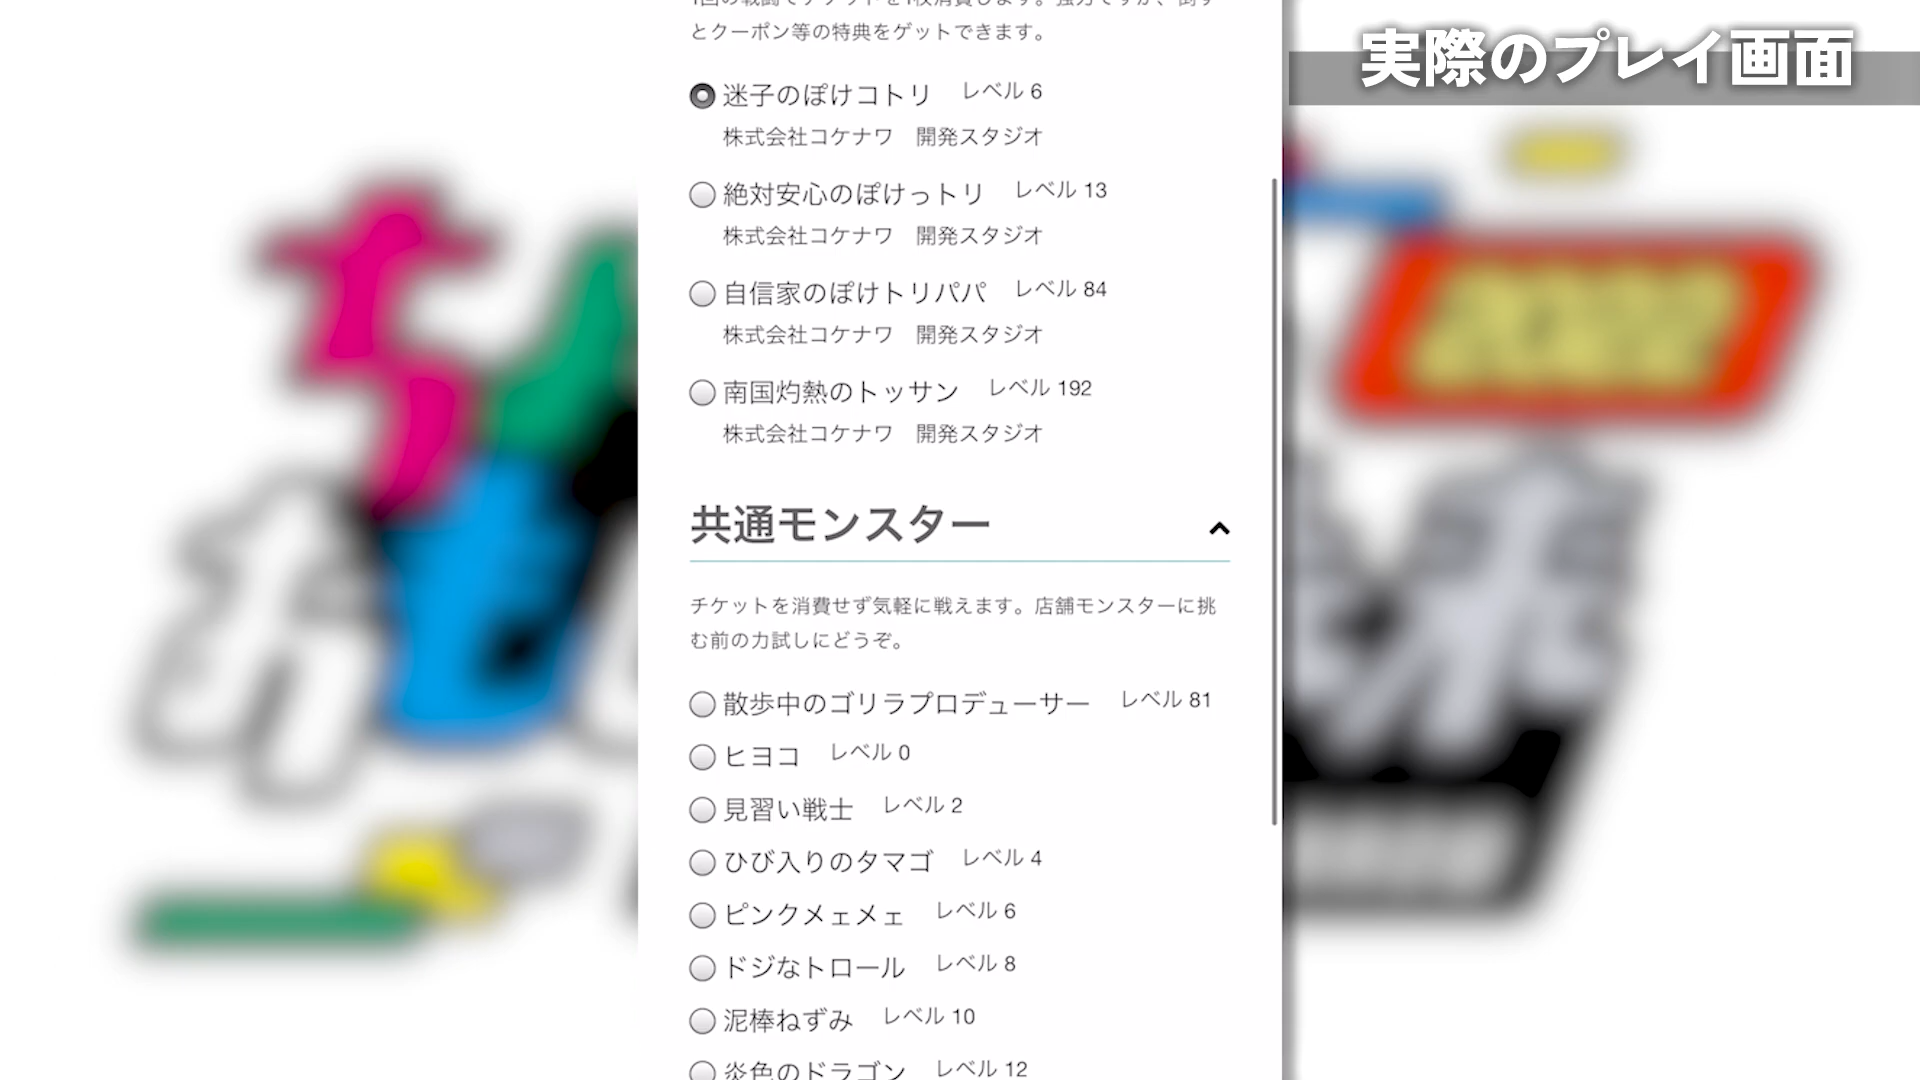 とクーポン等の特典をゲットできます。
実際のプレイ画面
迷子のぽけコトリ レベル 6
株式会社コケナワ 開発スタジオ
絶対安心のぽけっトリ レベル 13
株式会社コケナワ 開発スタジオ
自信家のぽけトリパパ レベル 84
株式会社コケナワ 開発スタジオ
南国灼熱のトッサン レベル 192
株式会社コケナワ 開発スタジオ
共通モンスター
チケットを消費せず気軽に戦えます。店舗モンスターに挑
む前の力試しにどうぞ。
散歩中のゴリラプロデューサー レベル 81
ヒヨコ レベル 0
見習い戦士 レベル 2
ひび入りのタマゴ レベル 4
ピンクメェメェ レベル 6
ドジなトロール レベル 8
泥棒ねずみ レベル 10
炎色のドラゴン レベル 12